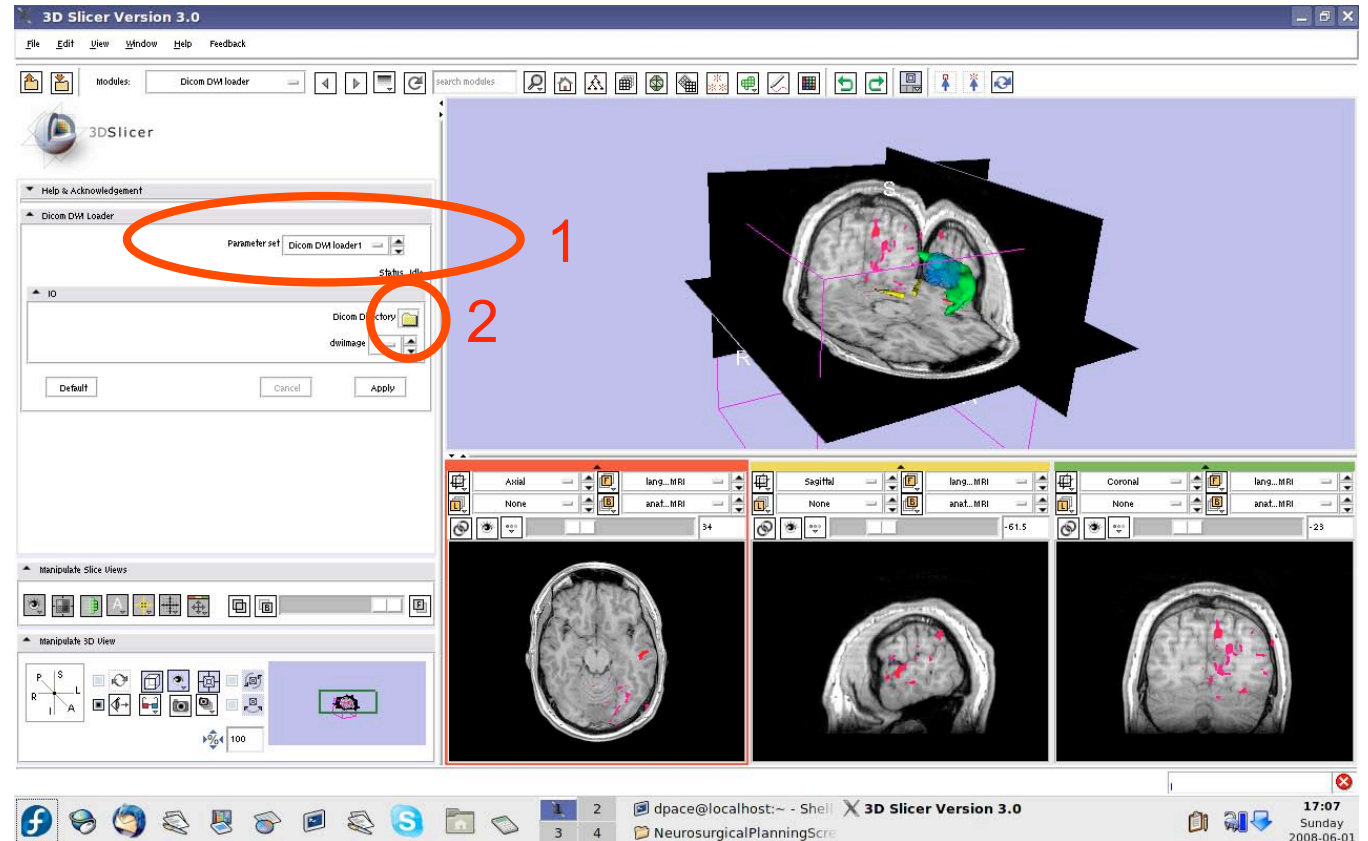 3D Slicer Version 3.0
File Edit View Window Help Feedback
Modules: Dicom DWI loader search modules
3DSlicer
Help & Acknowledgement
Dicom DWI Loader
Parameter set Dicom DWI loader1
1
Status Idle
IO
Dicom Directory
2
dwiImage
Default Cancel Apply
S
R
Axial lang...MRI
None anat...MRI
34
Sagittal lang...MRI
None anat...MRI
-61.5
Coronal lang...MRI
None anat...MRI
-23
Manipulate Slice Views
Manipulate 3D View
P S
R L
I A
% 100
1 2
3 4
dpace@localhost:~ - Shell
NeurosurgicalPlanningScre
3D Slicer Version 3.0
17:07
Sunday
2008-06-01